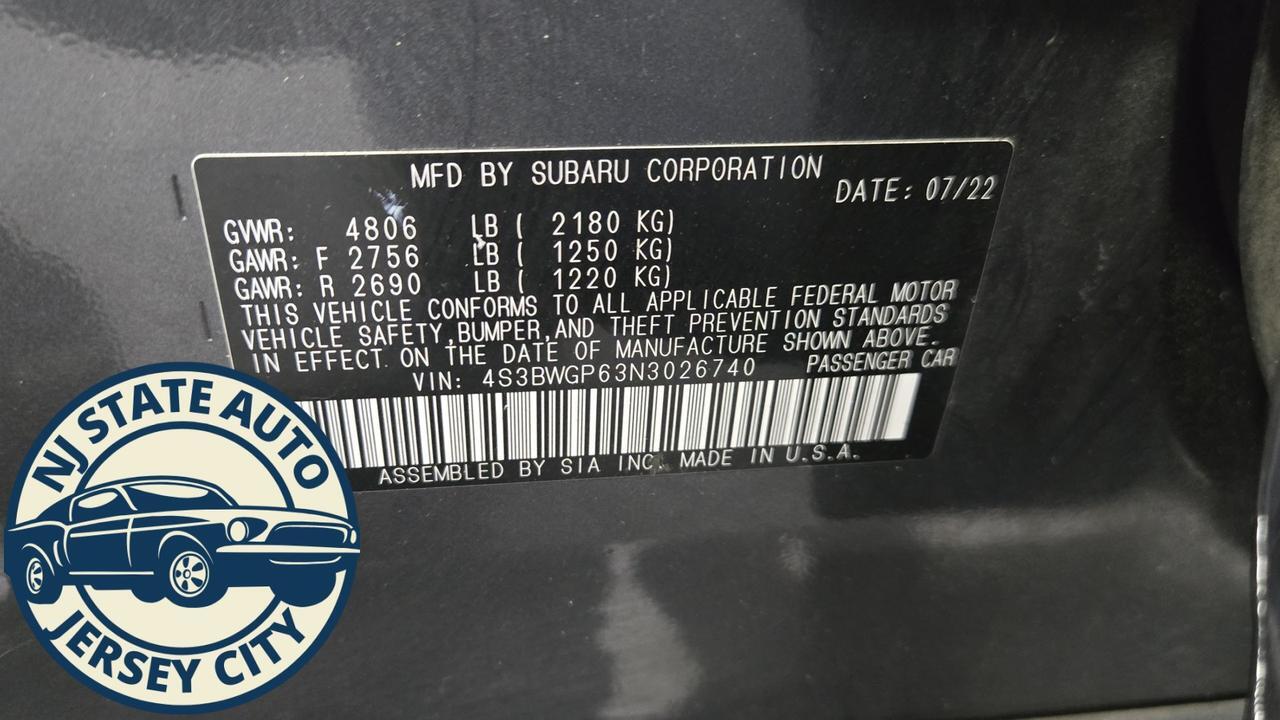 MFD BY SUBARU CORPORATION
DATE: 07/22
GVWR: 4806 LB ( 2180 KG)
GAWR: F 2756 LB ( 1250 KG)
GAWR: R 2690 LB ( 1220 KG)
THIS VEHICLE CONFORMS TO ALL APPLICABLE FEDERAL MOTOR
VEHICLE SAFETY,BUMPER,AND THEFT PREVENTION STANDARDS
IN EFFECT ON THE DATE OF MANUFACTURE SHOWN ABOVE.
VIN: 4S3BWGP63N3026740 PASSENGER CAR
ASSEMBLED BY SIA INC. MADE IN U.S.A.
NJ STATE AUTO
JERSEY CITY